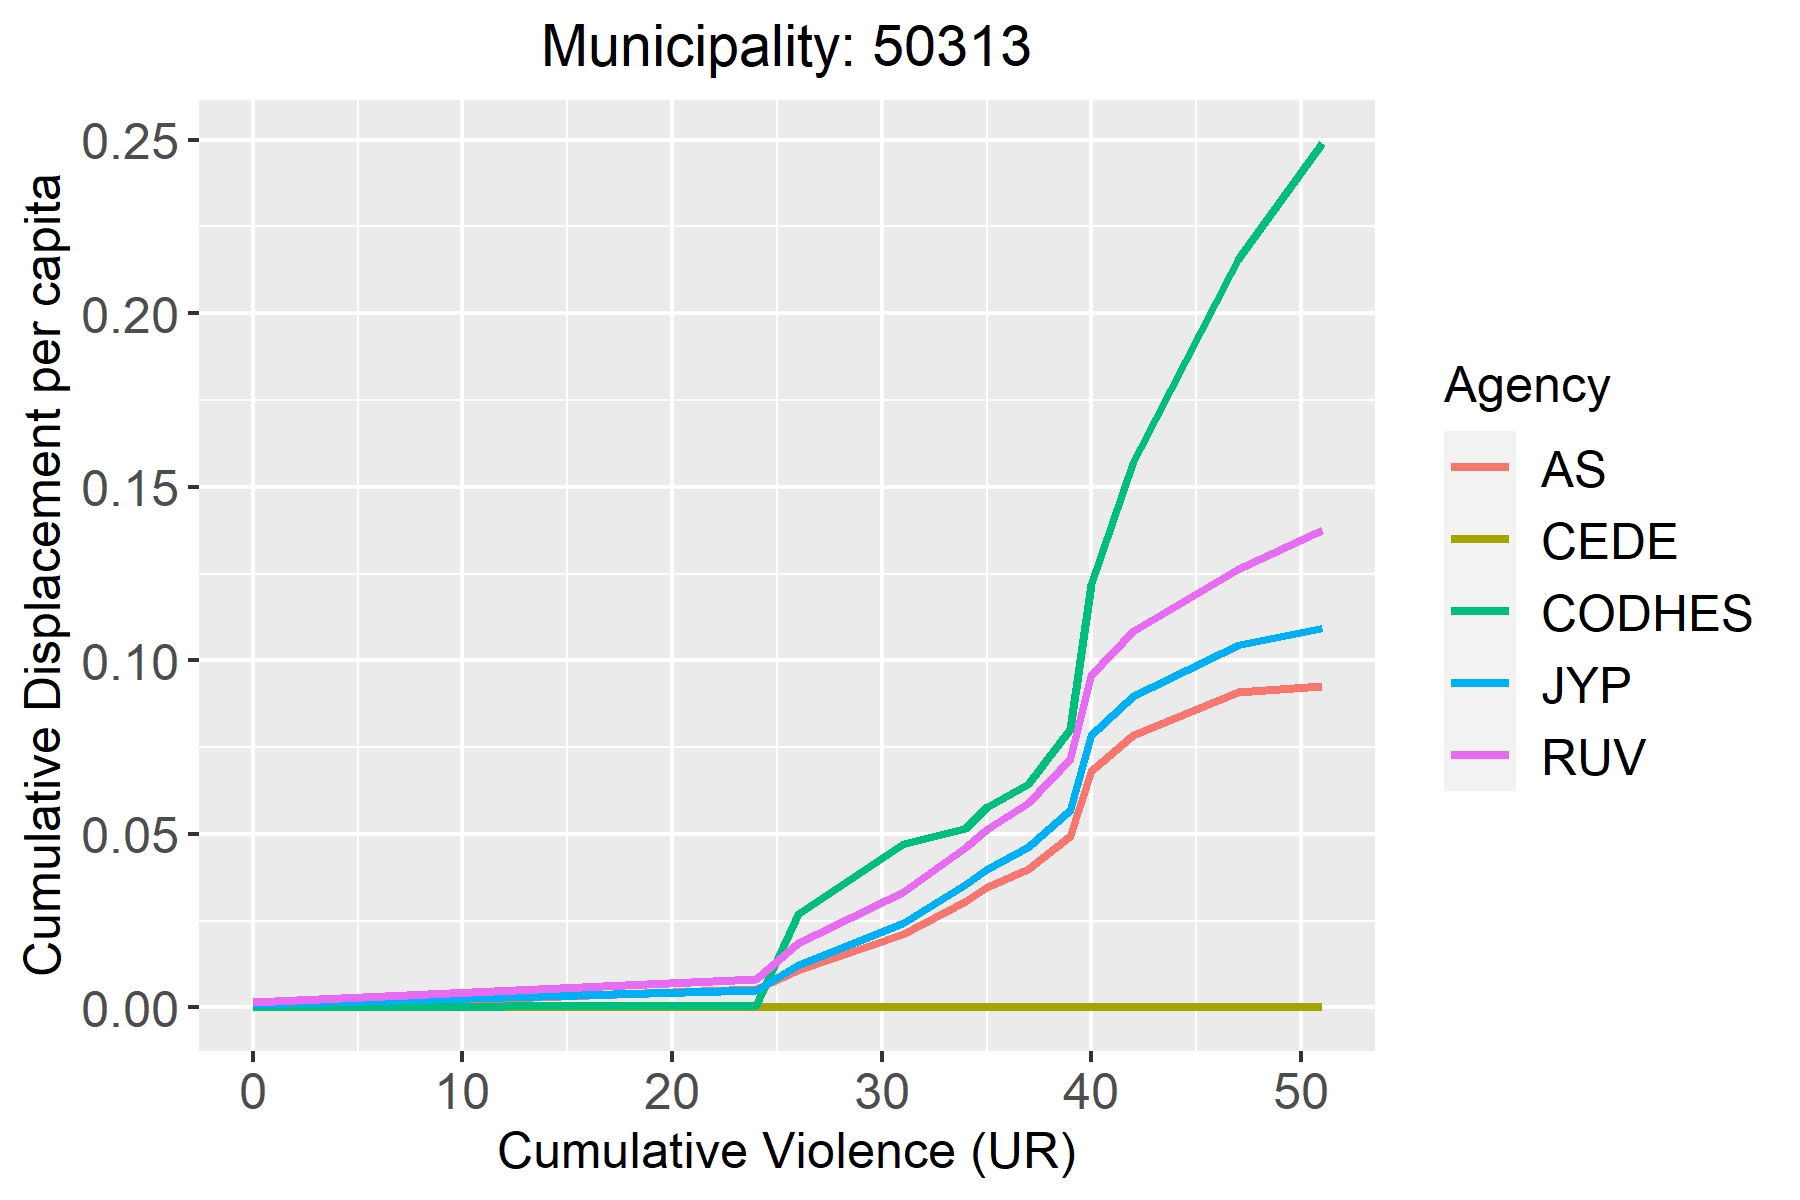 Municipality: 50313
Cumulative Displacement per capita
0.25
0.20
0.15
0.10
0.05
0.00
0 10 20 30 40 50
Cumulative Violence (UR)
Agency
AS
CEDE
CODHES
JYP
RUV